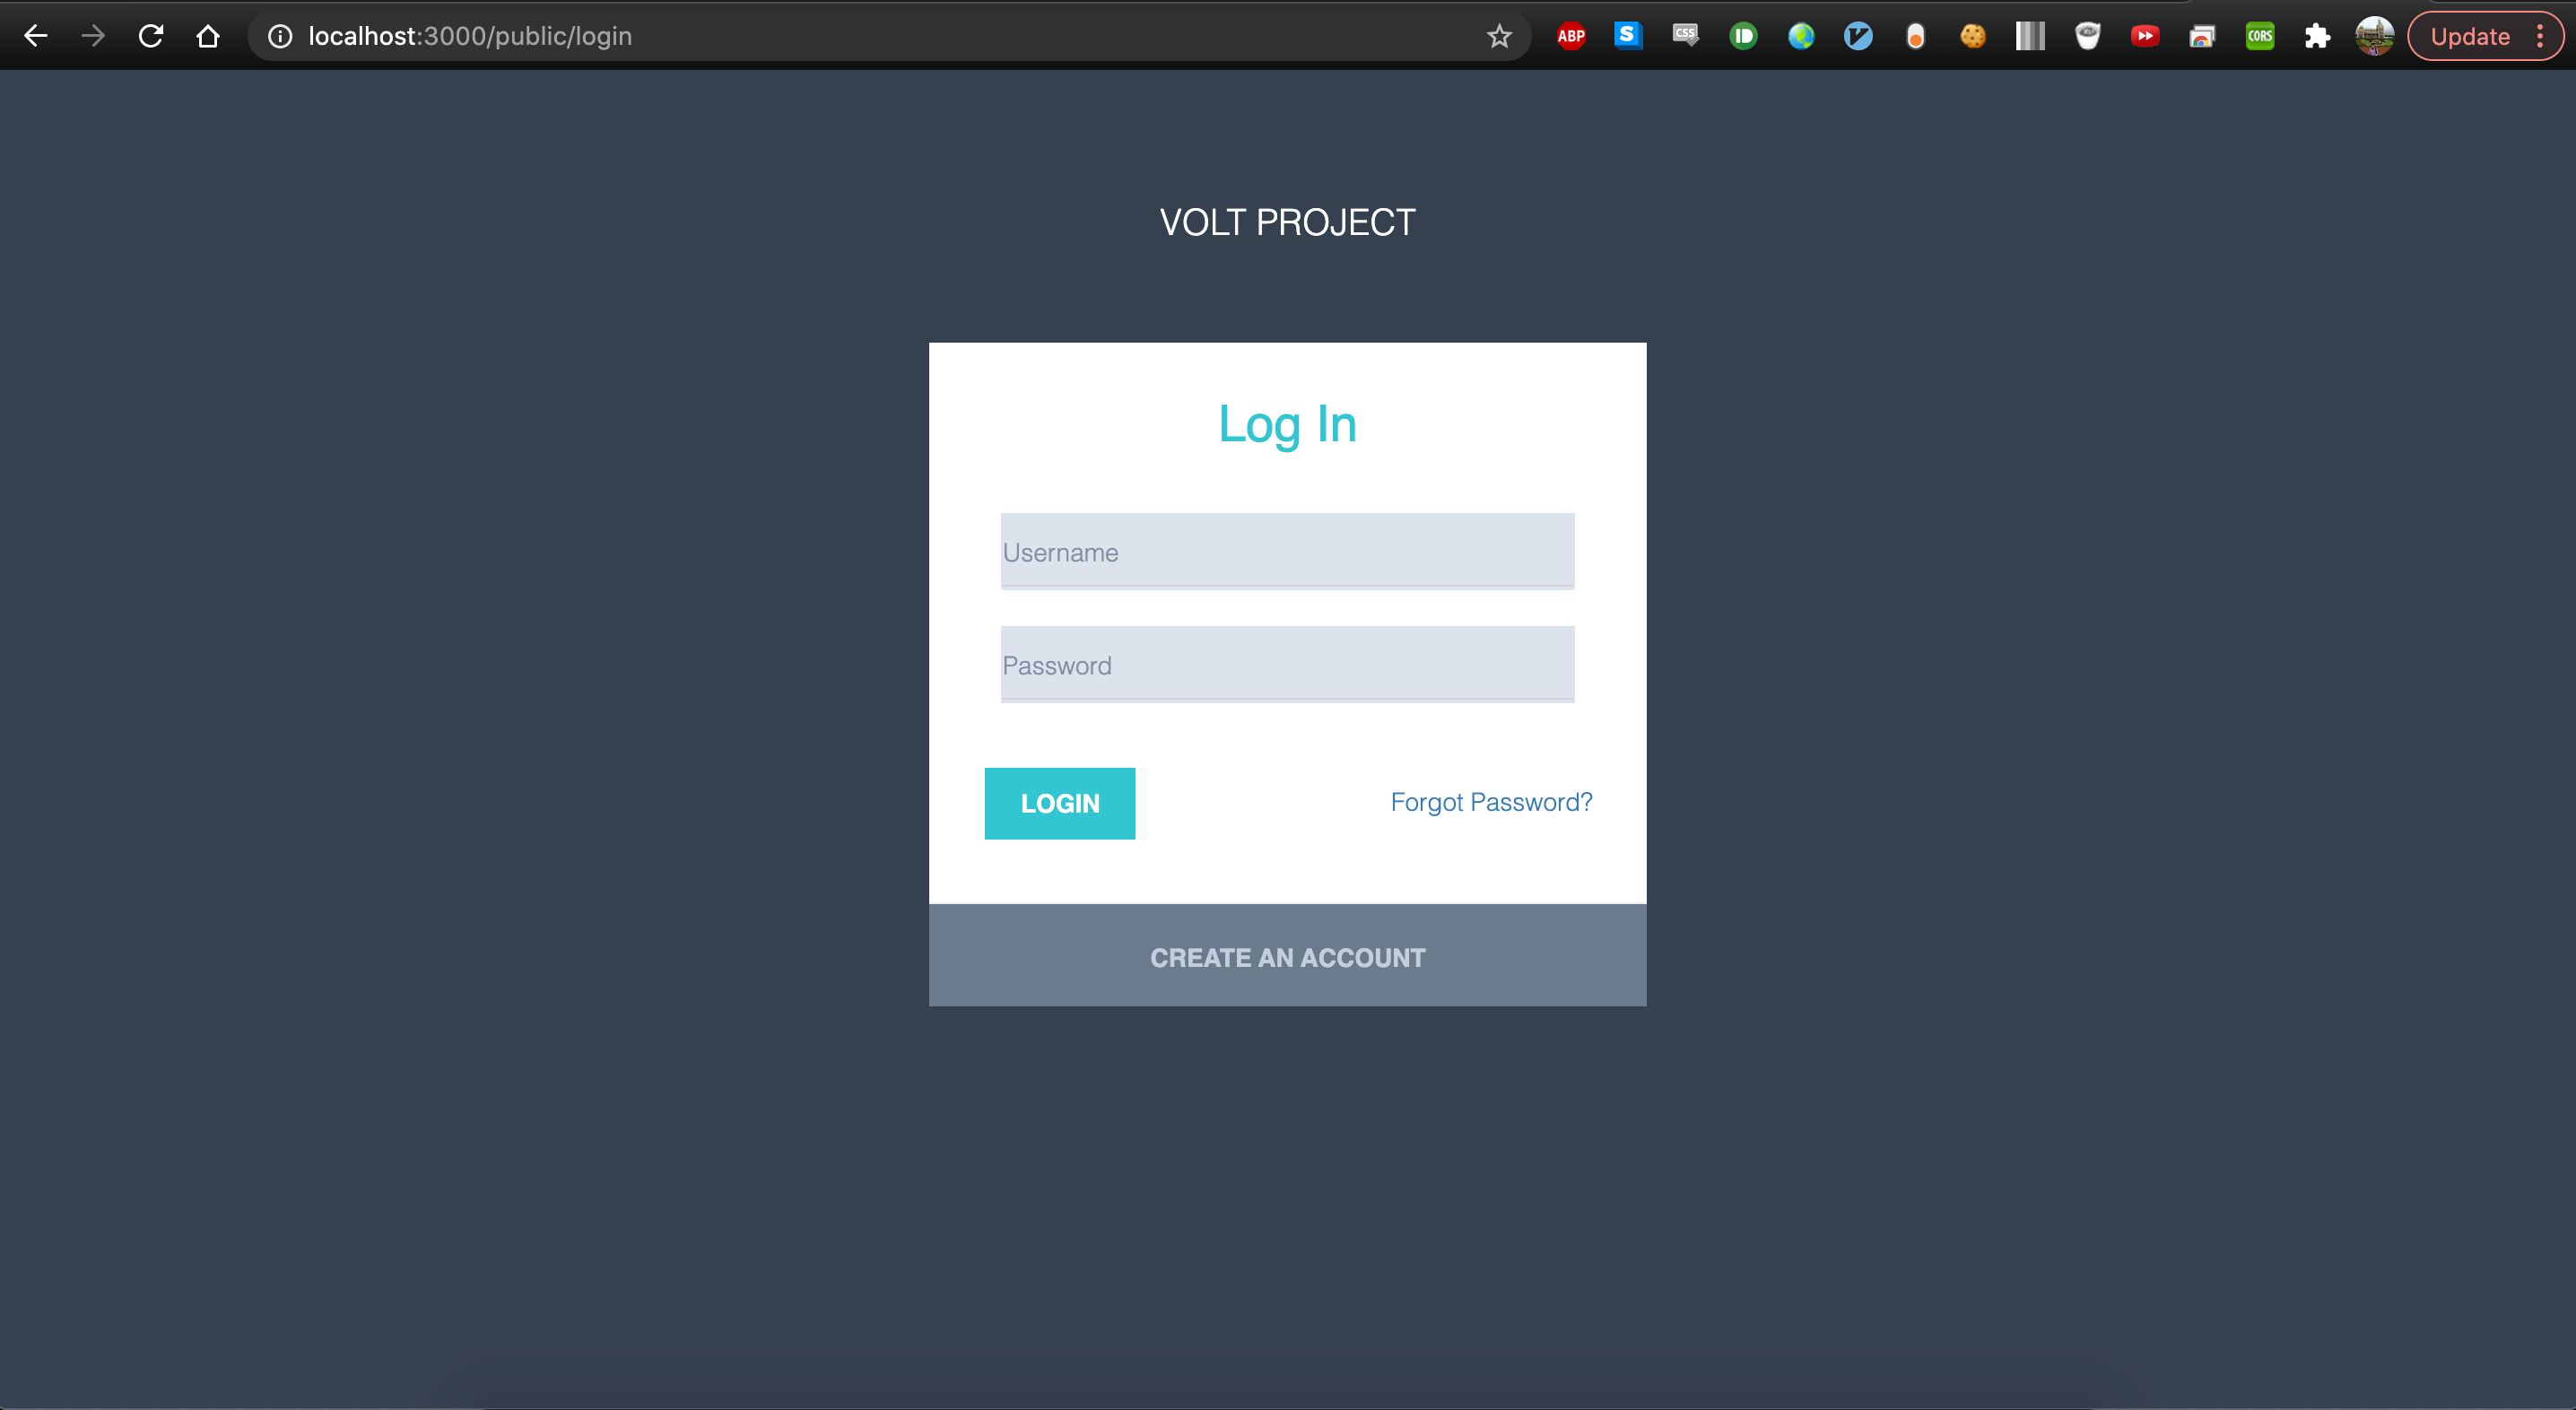 localhost:3000/public/login
ABP
S
CSS
CORS
Update
VOLT PROJECT
Log In
Username
Password
LOGIN
Forgot Password?
CREATE AN ACCOUNT